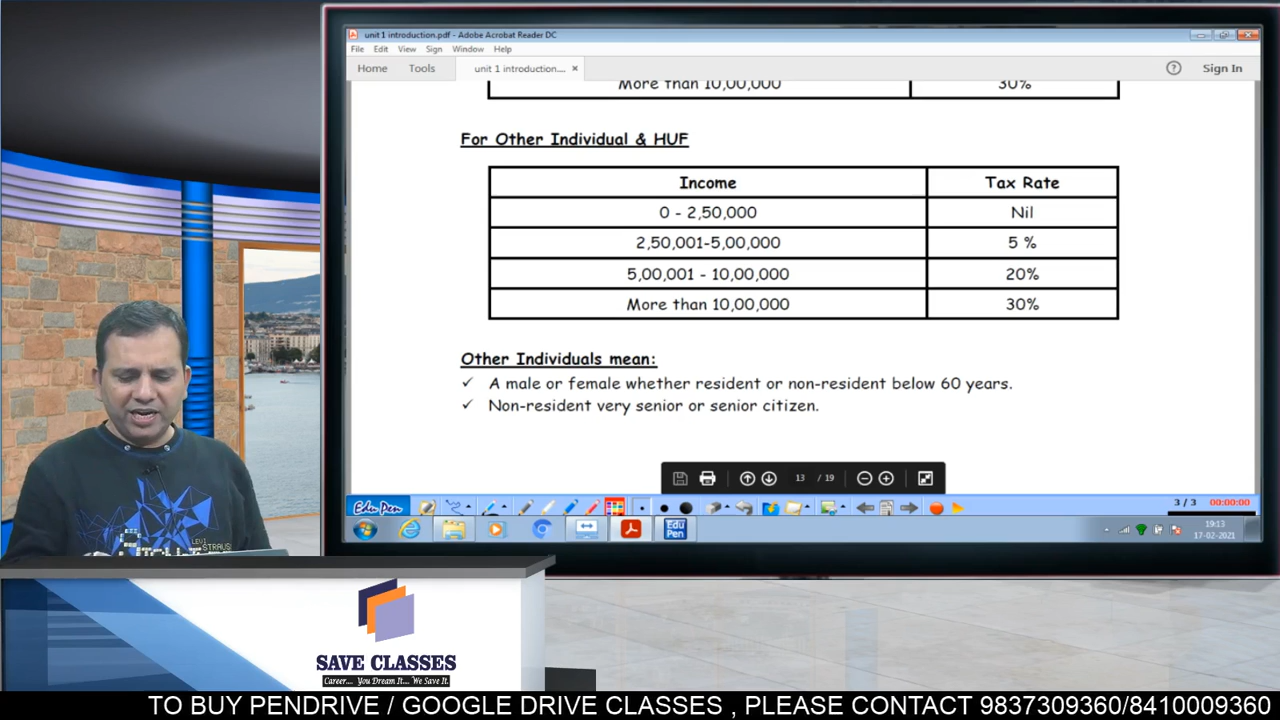 unit 1 introduction.pdf - Adobe Acrobat Reader DC
File Edit View Sign Window Help
Home Tools unit 1 introduction.... × ? Sign In
More than 10,00,000 30%
For Other Individual & HUF
Income Tax Rate
0 - 2,50,000 Nil
2,50,001-5,00,000 5 %
5,00,001 - 10,00,000 20%
More than 10,00,000 30%
Other Individuals mean:
✓ A male or female whether resident or non-resident below 60 years.
✓ Non-resident very senior or senior citizen.
13 / 19
Edu Pen 3 / 3 00:00:00
Edu Pen 19:13
17-02-2021
LEVI
STRAUSS
SAVE CLASSES
Career.... You Dream It... We Save It.
TO BUY PENDRIVE / GOOGLE DRIVE CLASSES , PLEASE CONTACT 9837309360/8410009360